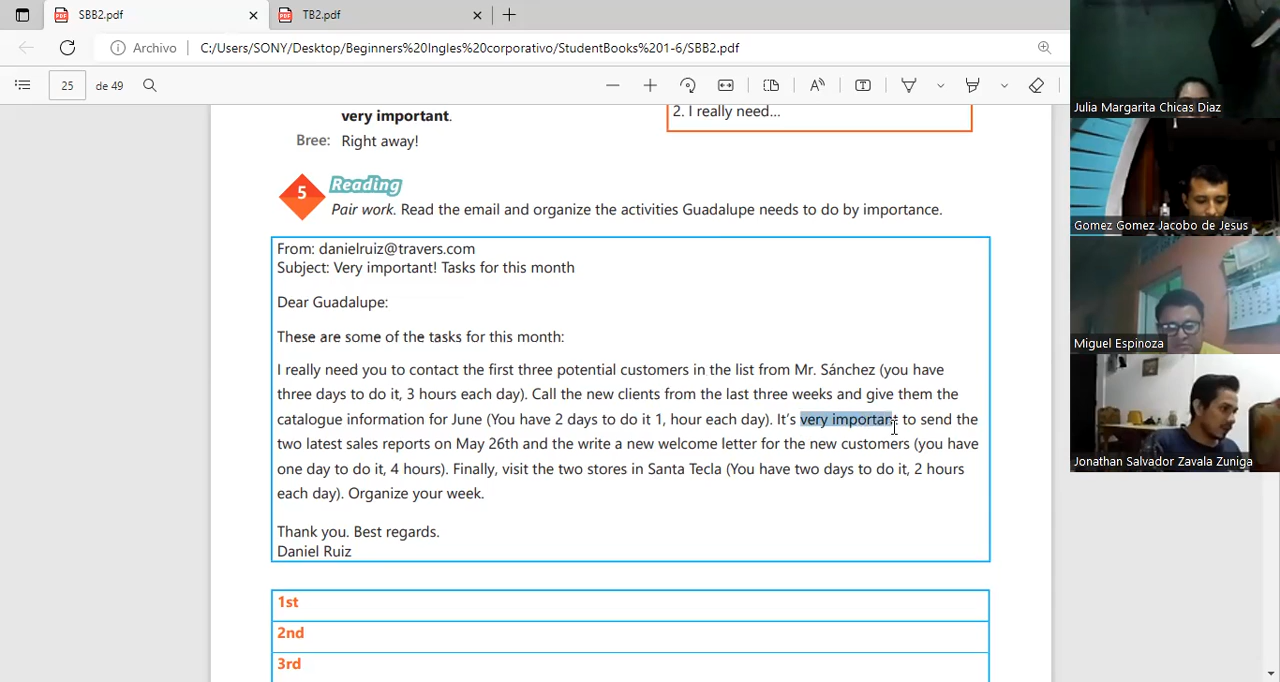 SBB2.pdf
TB2.pdf
Archivo
C:/Users/SONY/Desktop/Beginners%20Ingles%20corporativo/StudentBooks%201-6/SBB2.pdf
25 de 49
very important.
2. I really need...
Bree: Right away!
5 Reading
Pair work. Read the email and organize the activities Guadalupe needs to do by importance.
From: danielruiz@travers.com
Subject: Very important! Tasks for this month
Dear Guadalupe:
These are some of the tasks for this month:
I really need you to contact the first three potential customers in the list from Mr. Sánchez (you have
three days to do it, 3 hours each day). Call the new clients from the last three weeks and give them the
catalogue information for June (You have 2 days to do it 1, hour each day). It's very important to send the
two latest sales reports on May 26th and the write a new welcome letter for the new customers (you have
one day to do it, 4 hours). Finally, visit the two stores in Santa Tecla (You have two days to do it, 2 hours
each day). Organize your week.
Thank you. Best regards.
Daniel Ruiz
1st
2nd
3rd
Julia Margarita Chicas Diaz
Gomez Gomez Jacobo de Jesus
Miguel Espinoza
Jonathan Salvador Zavala Zuniga